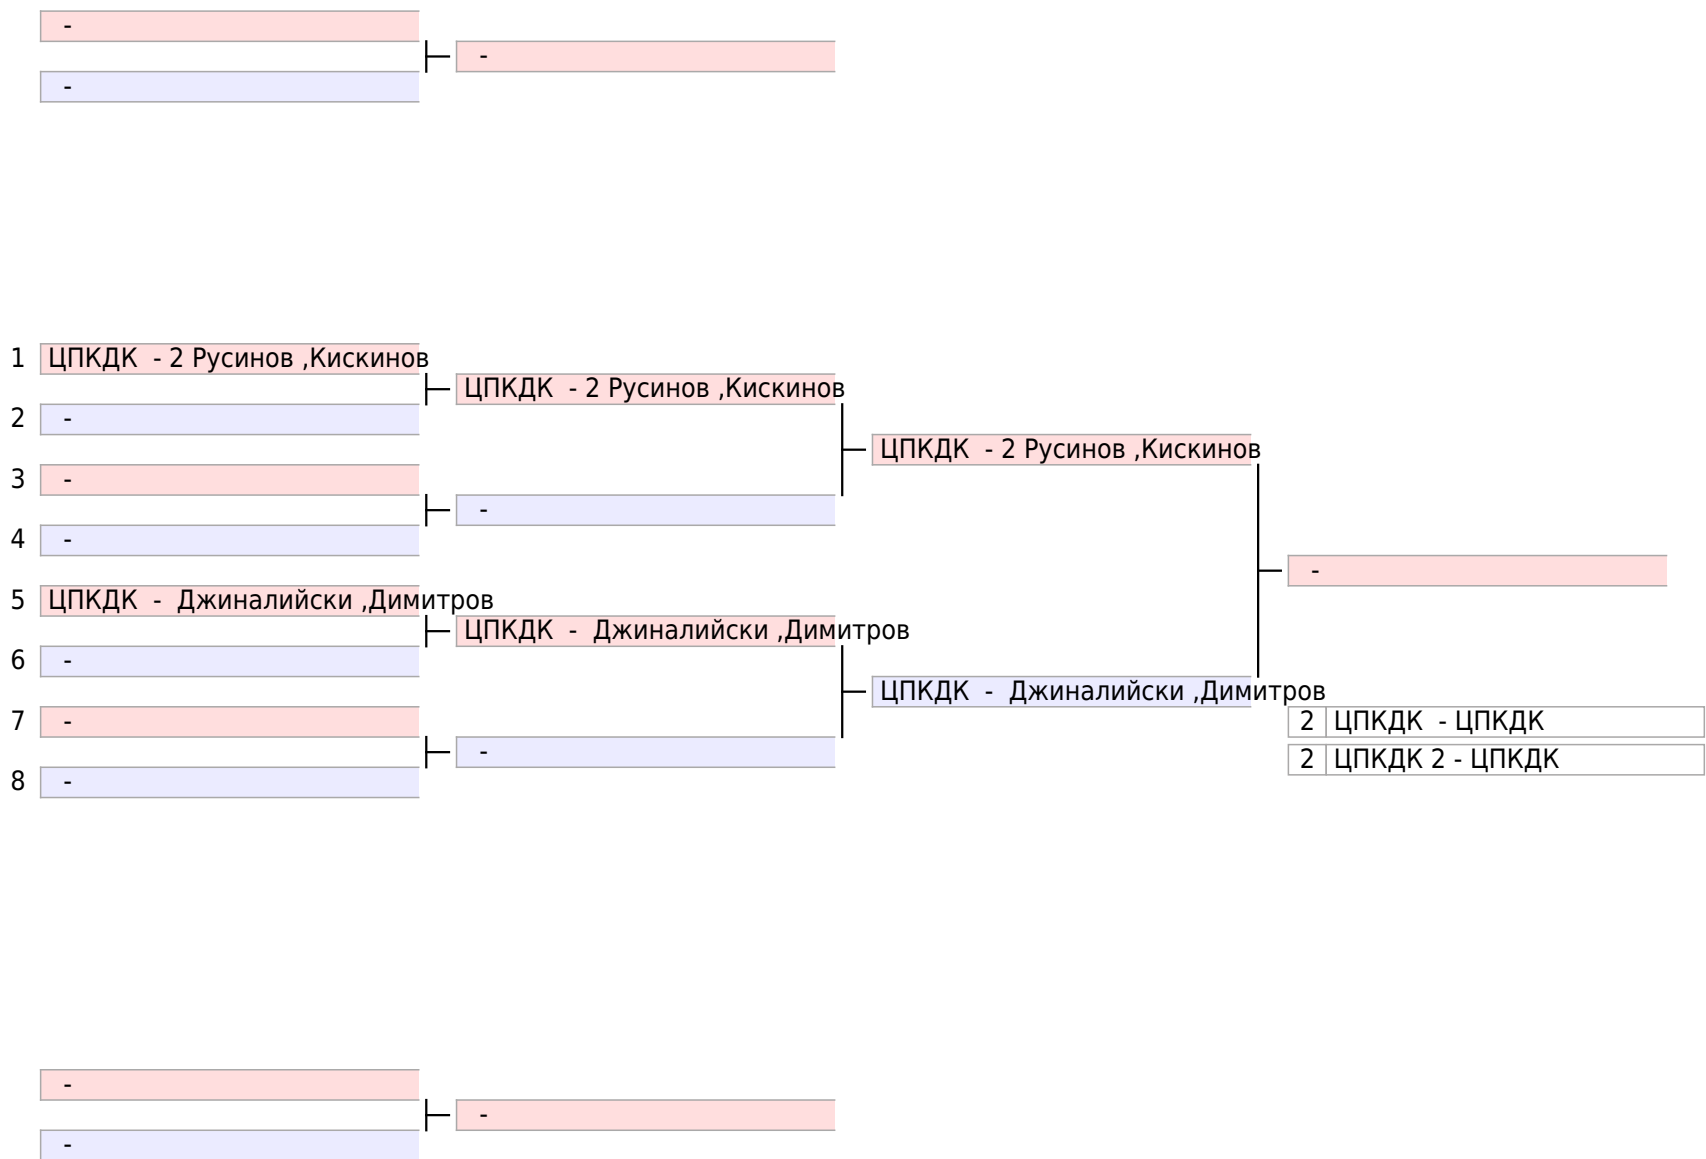 -
-
-
1 ЦПКДК - 2 Русинов ,Кискинов
ЦПКДК - 2 Русинов ,Кискинов
2 -
ЦПКДК - 2 Русинов ,Кискинов
3 -
-
4 -
-
5 ЦПКДК - Джиналийски ,Димитров
ЦПКДК - Джиналийски ,Димитров
6 -
ЦПКДК - Джиналийски ,Димитров
7 -
2 ЦПКДК - ЦПКДК
-
2 ЦПКДК 2 - ЦПКДК
8 -
-
-
-